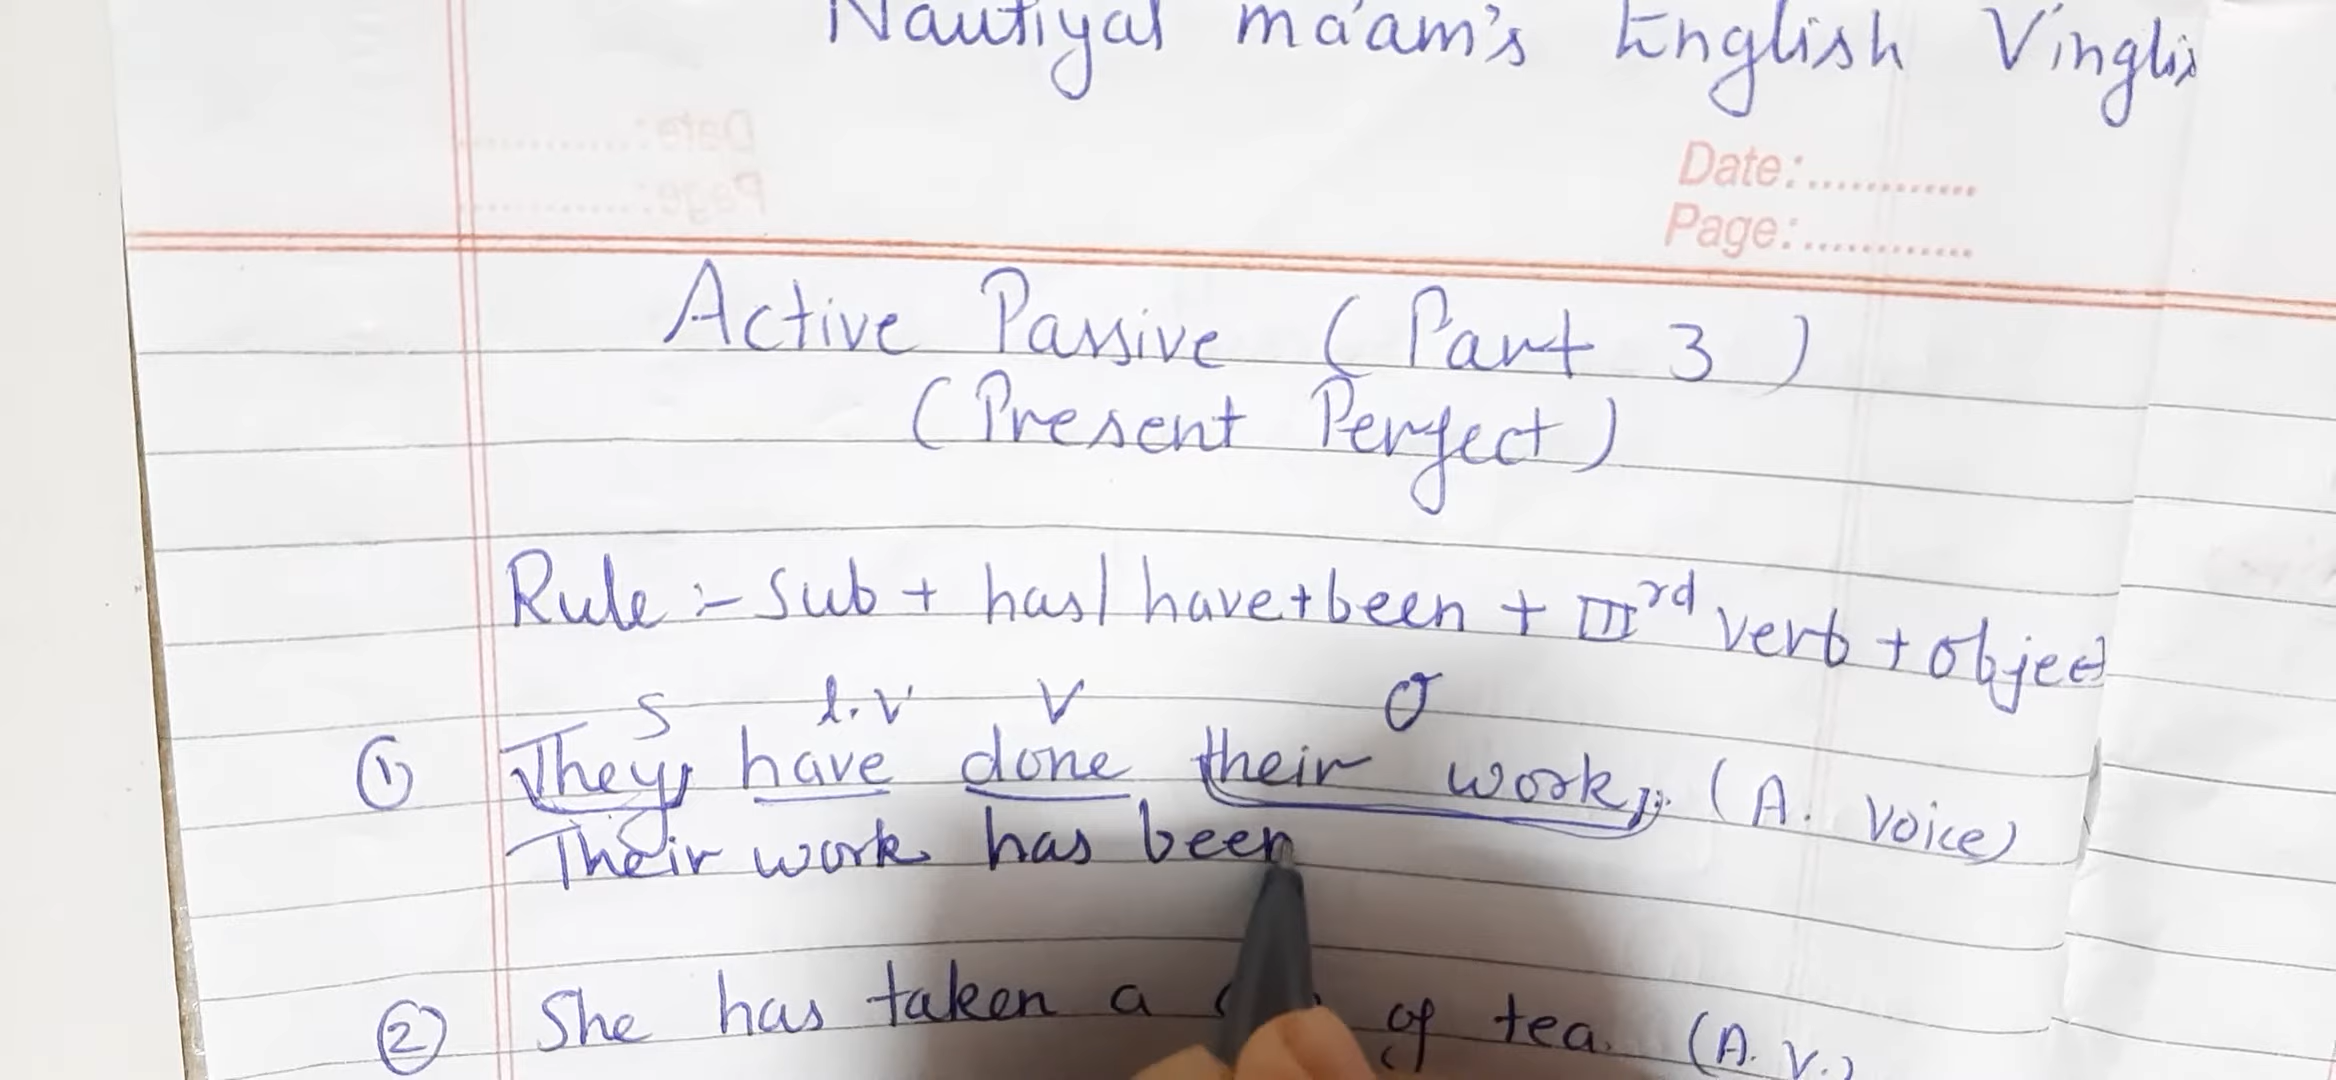 Nautiyal ma'am's English Vinglis
Date:............
Page:............
Active Passive (Part 3)
(Present Perfect)
Rule :- Sub + has/have+been + IIIrd verb + object
S h.v V O
① They have done their work. (A. Voice)
Their work has been
② She has taken a of tea. (A. V.)